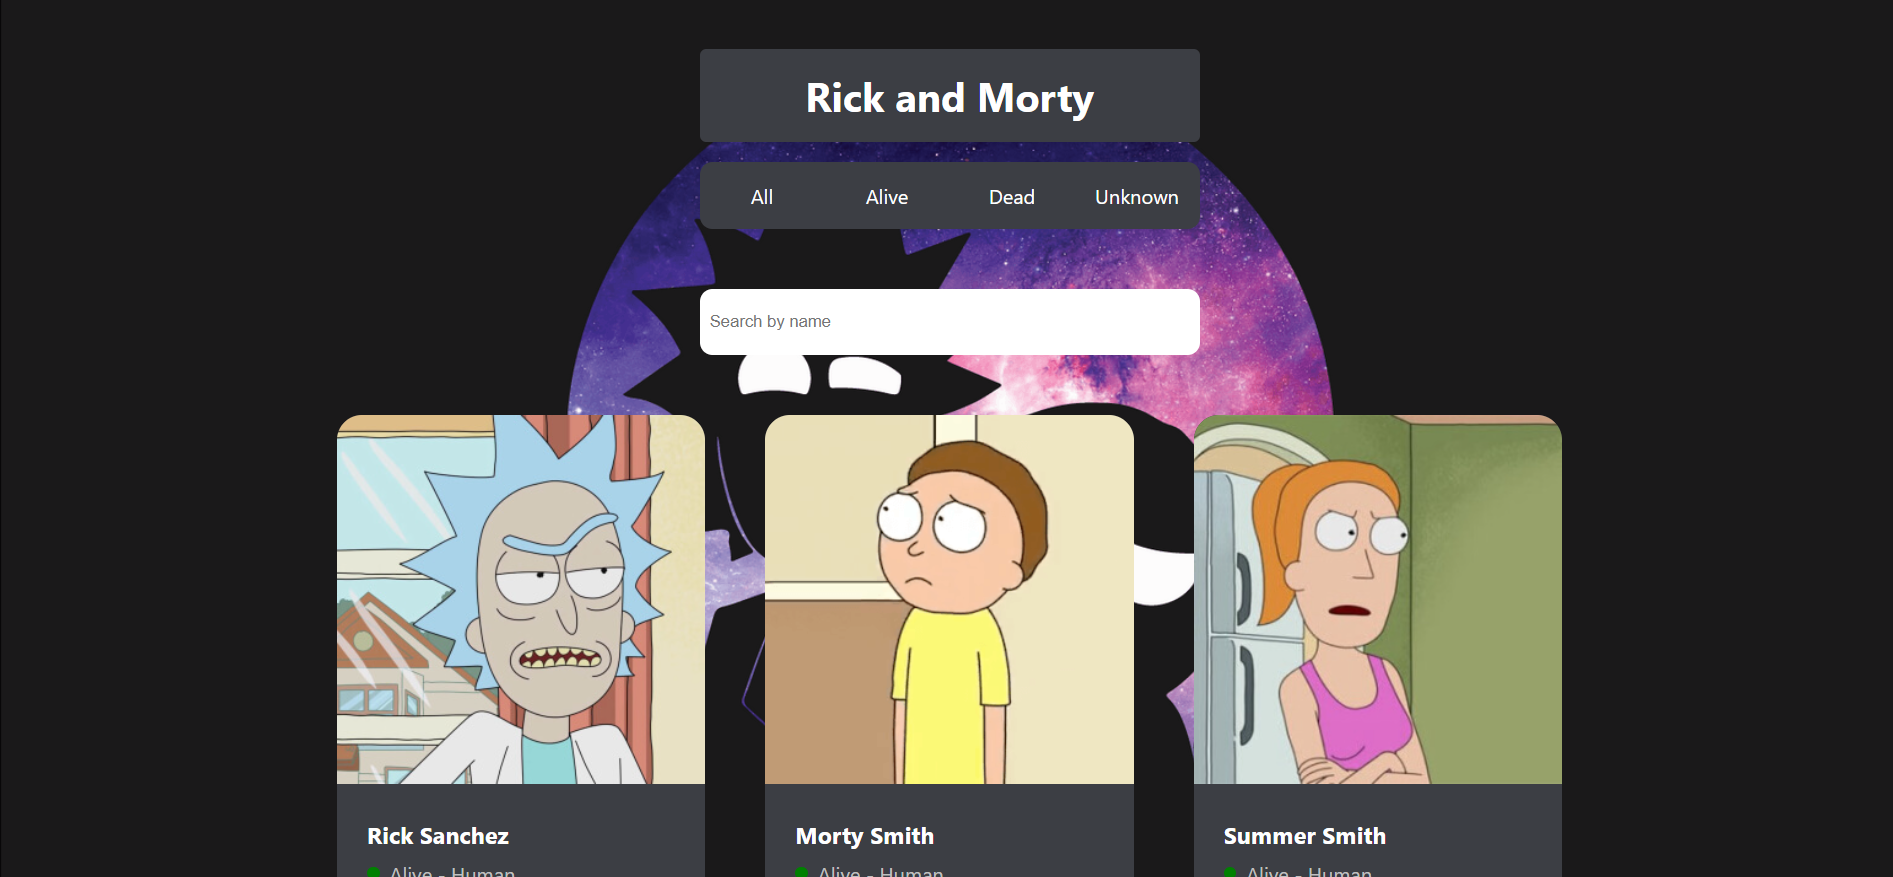 Rick and Morty
All Alive Dead Unknown
Search by name
Rick Sanchez
Alive - Human
Morty Smith
Alive - Human
Summer Smith
Alive - Human